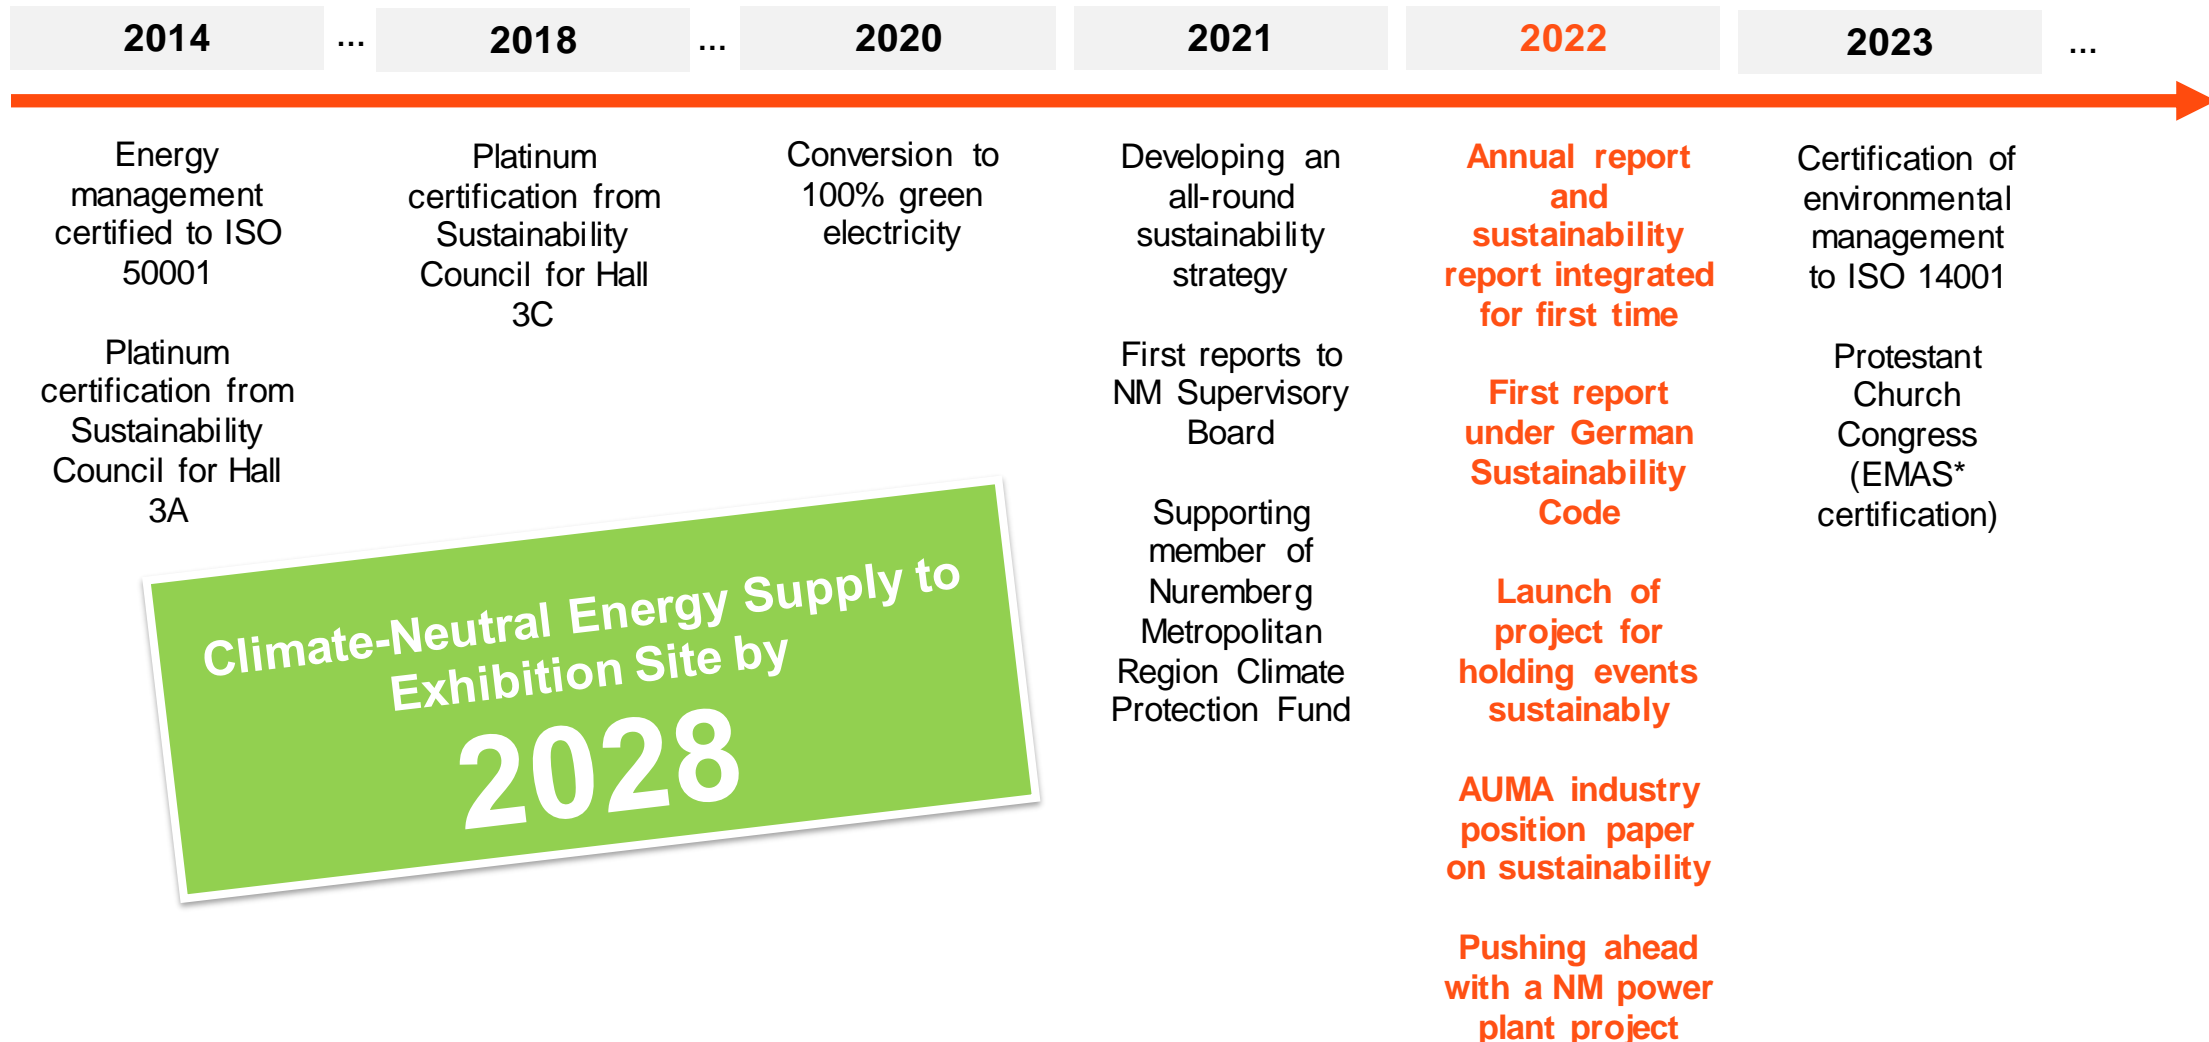 2014 ... 2018 ... 2020 2021 2022 2023 ...
Energy
management
certified to ISO
50001
Platinum
certification from
Sustainability
Council for Hall
3A
Platinum
certification from
Sustainability
Council for Hall
3C
Conversion to
100% green
electricity
Developing an
all-round
sustainability
strategy
First reports to
NM Supervisory
Board
Supporting
member of
Nuremberg
Metropolitan
Region Climate
Protection Fund
Annual report
and
sustainability
report integrated
for first time
First report
under German
Sustainability
Code
Launch of
project for
holding events
sustainably
AUMA industry
position paper
on sustainability
Pushing ahead
with a NM power
plant project
Certification of
environmental
management
to ISO 14001
Protestant
Church
Congress
(EMAS*
certification)
Climate-Neutral Energy Supply to
Exhibition Site by
2028